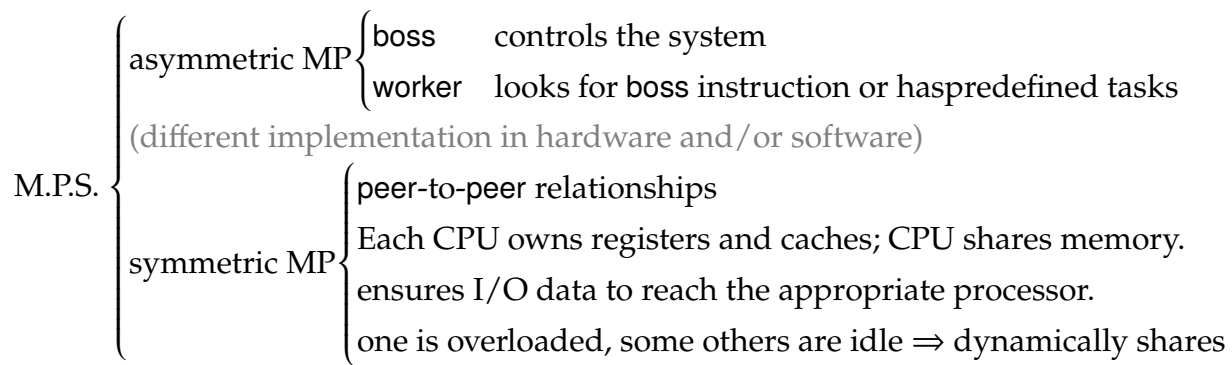 asymmetric MP
boss controls the system
worker looks for boss instruction or haspredefined tasks
(different implementation in hardware and/or software)
M.P.S.
symmetric MP
peer-to-peer relationships
Each CPU owns registers and caches; CPU shares memory.
ensures I/O data to reach the appropriate processor.
one is overloaded, some others are idle ⇒ dynamically shares